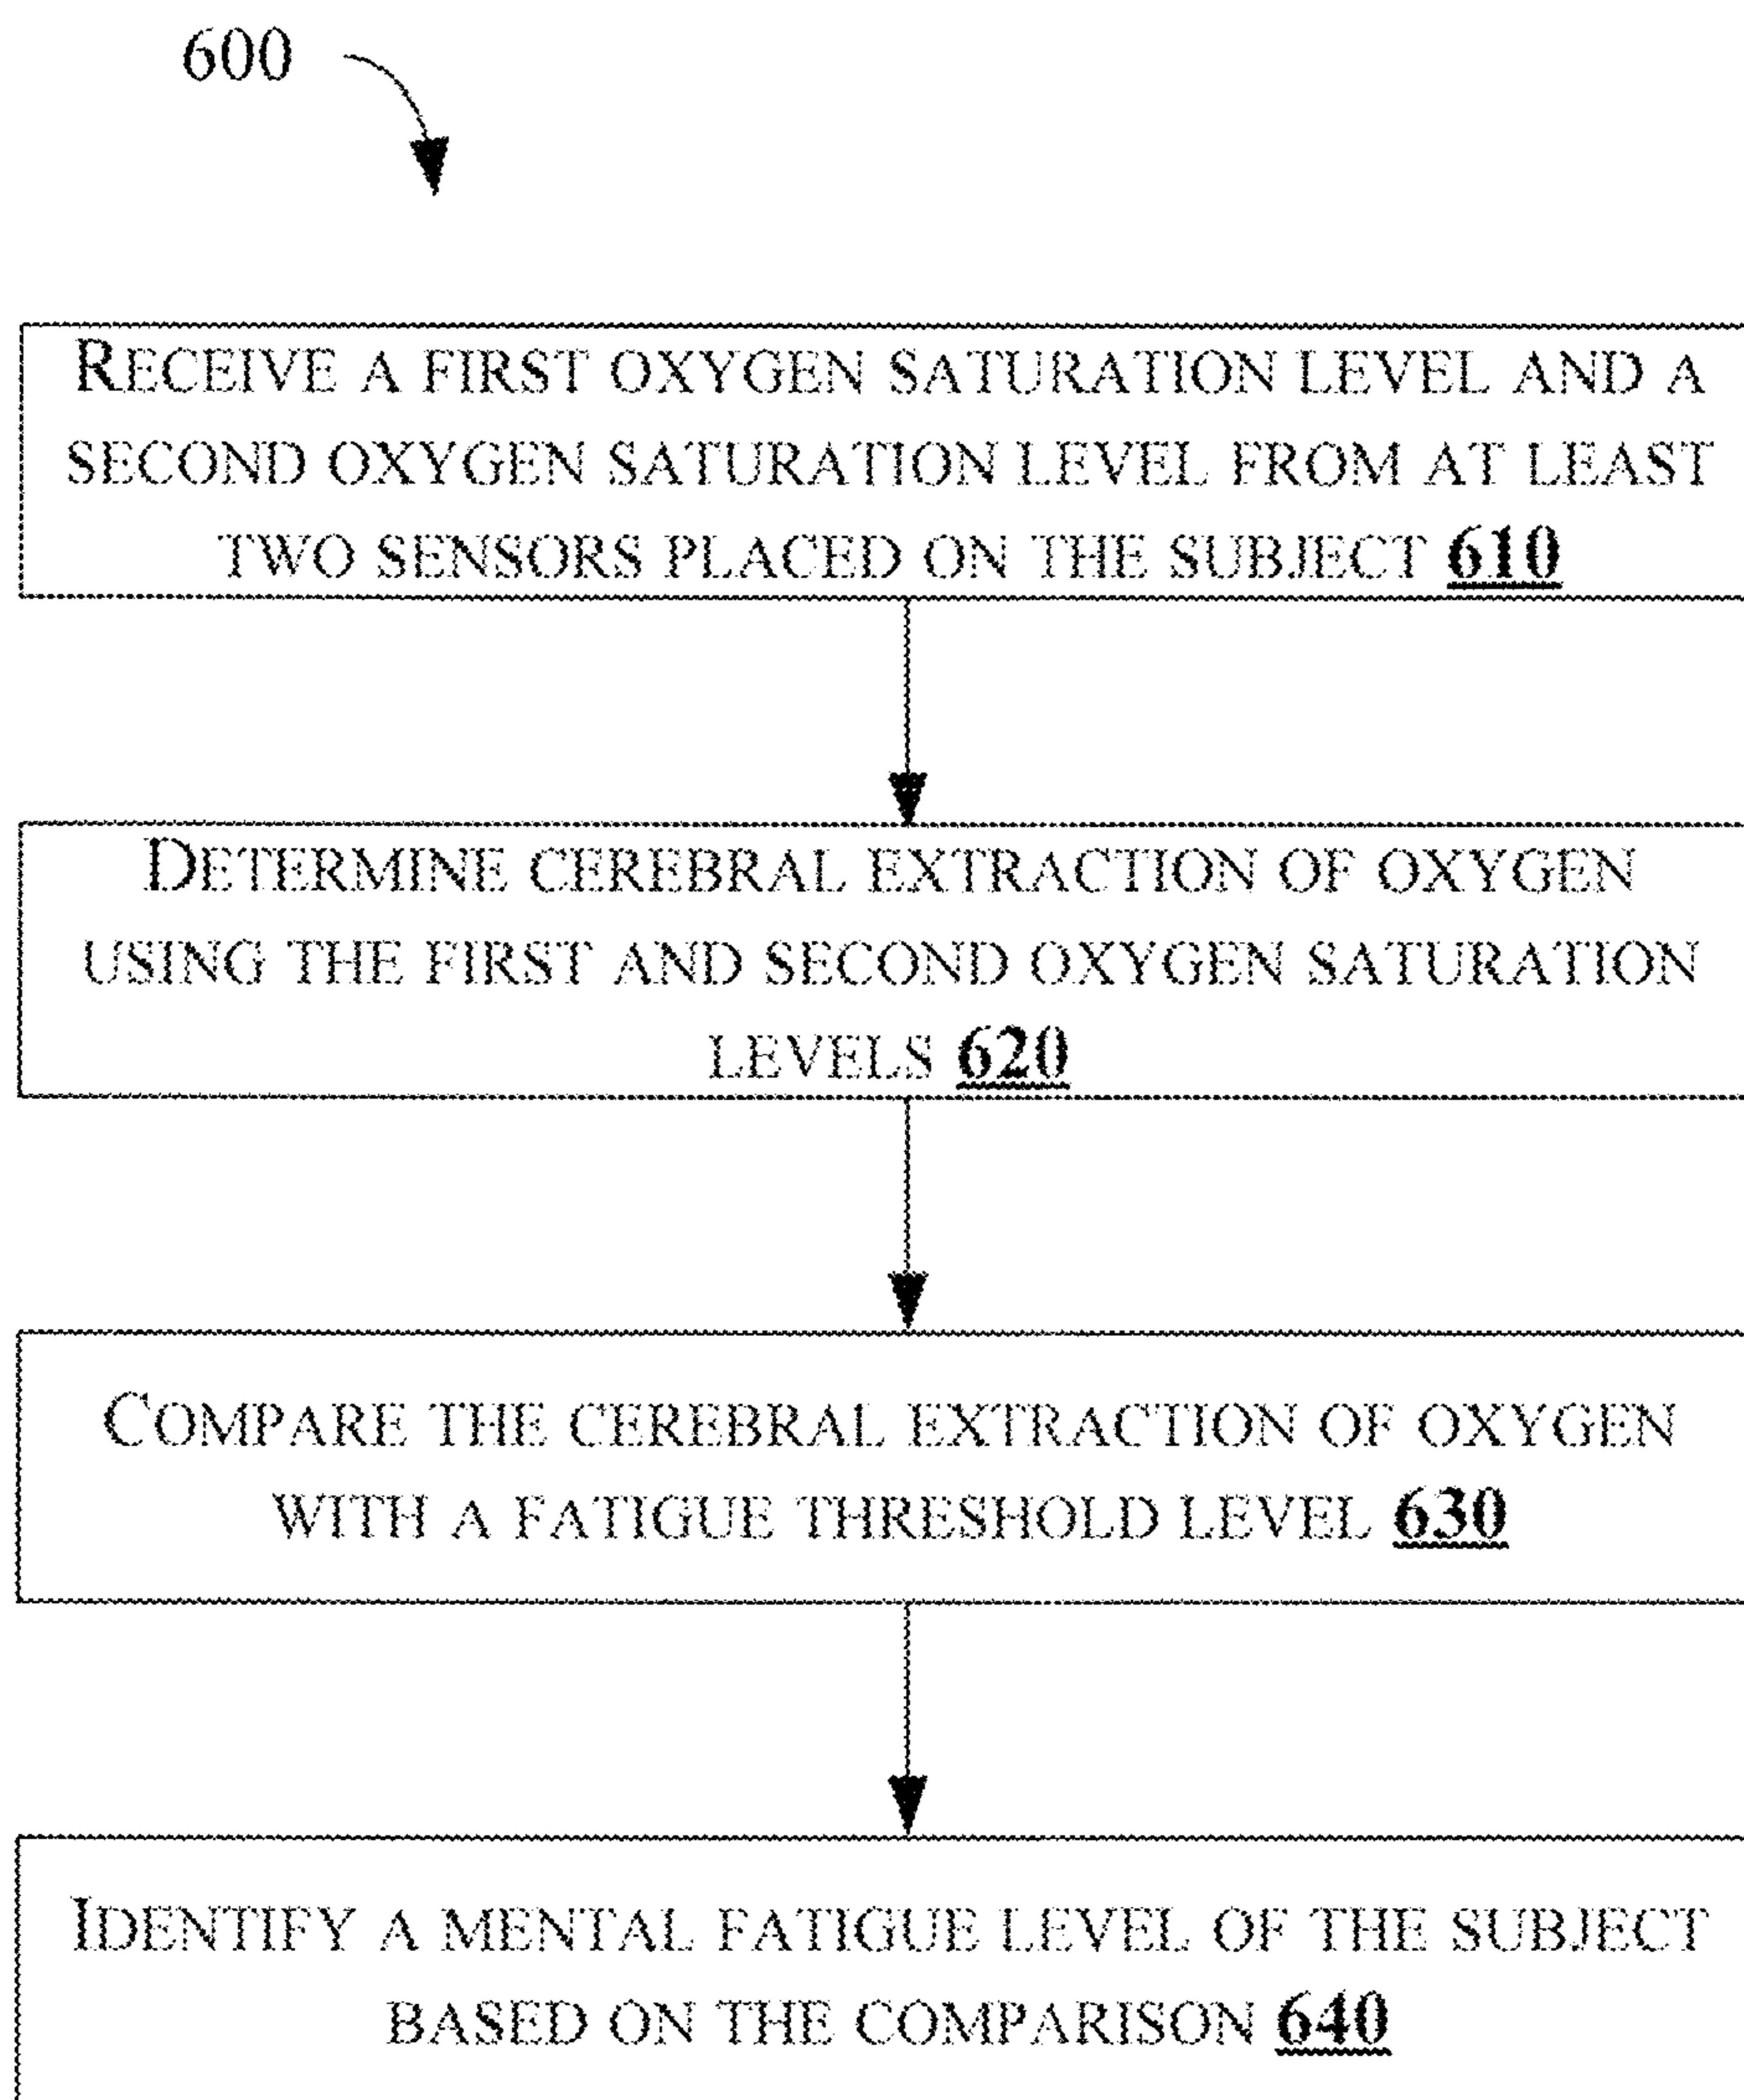 600
RECEIVE A FIRST OXYGEN SATURATION LEVEL AND A
SECOND OXYGEN SATURATION LEVEL FROM AT LEAST
TWO SENSORS PLACED ON THE SUBJECT 610
DETERMINE CEREBRAL EXTRACTION OF OXYGEN
USING THE FIRST AND SECOND OXYGEN SATURATION
LEVELS 620
COMPARE THE CEREBRAL EXTRACTION OF OXYGEN
WITH A FATIGUE THRESHOLD LEVEL 630
IDENTIFY A MENTAL FATIGUE LEVEL OF THE SUBJECT
BASED ON THE COMPARISON 640